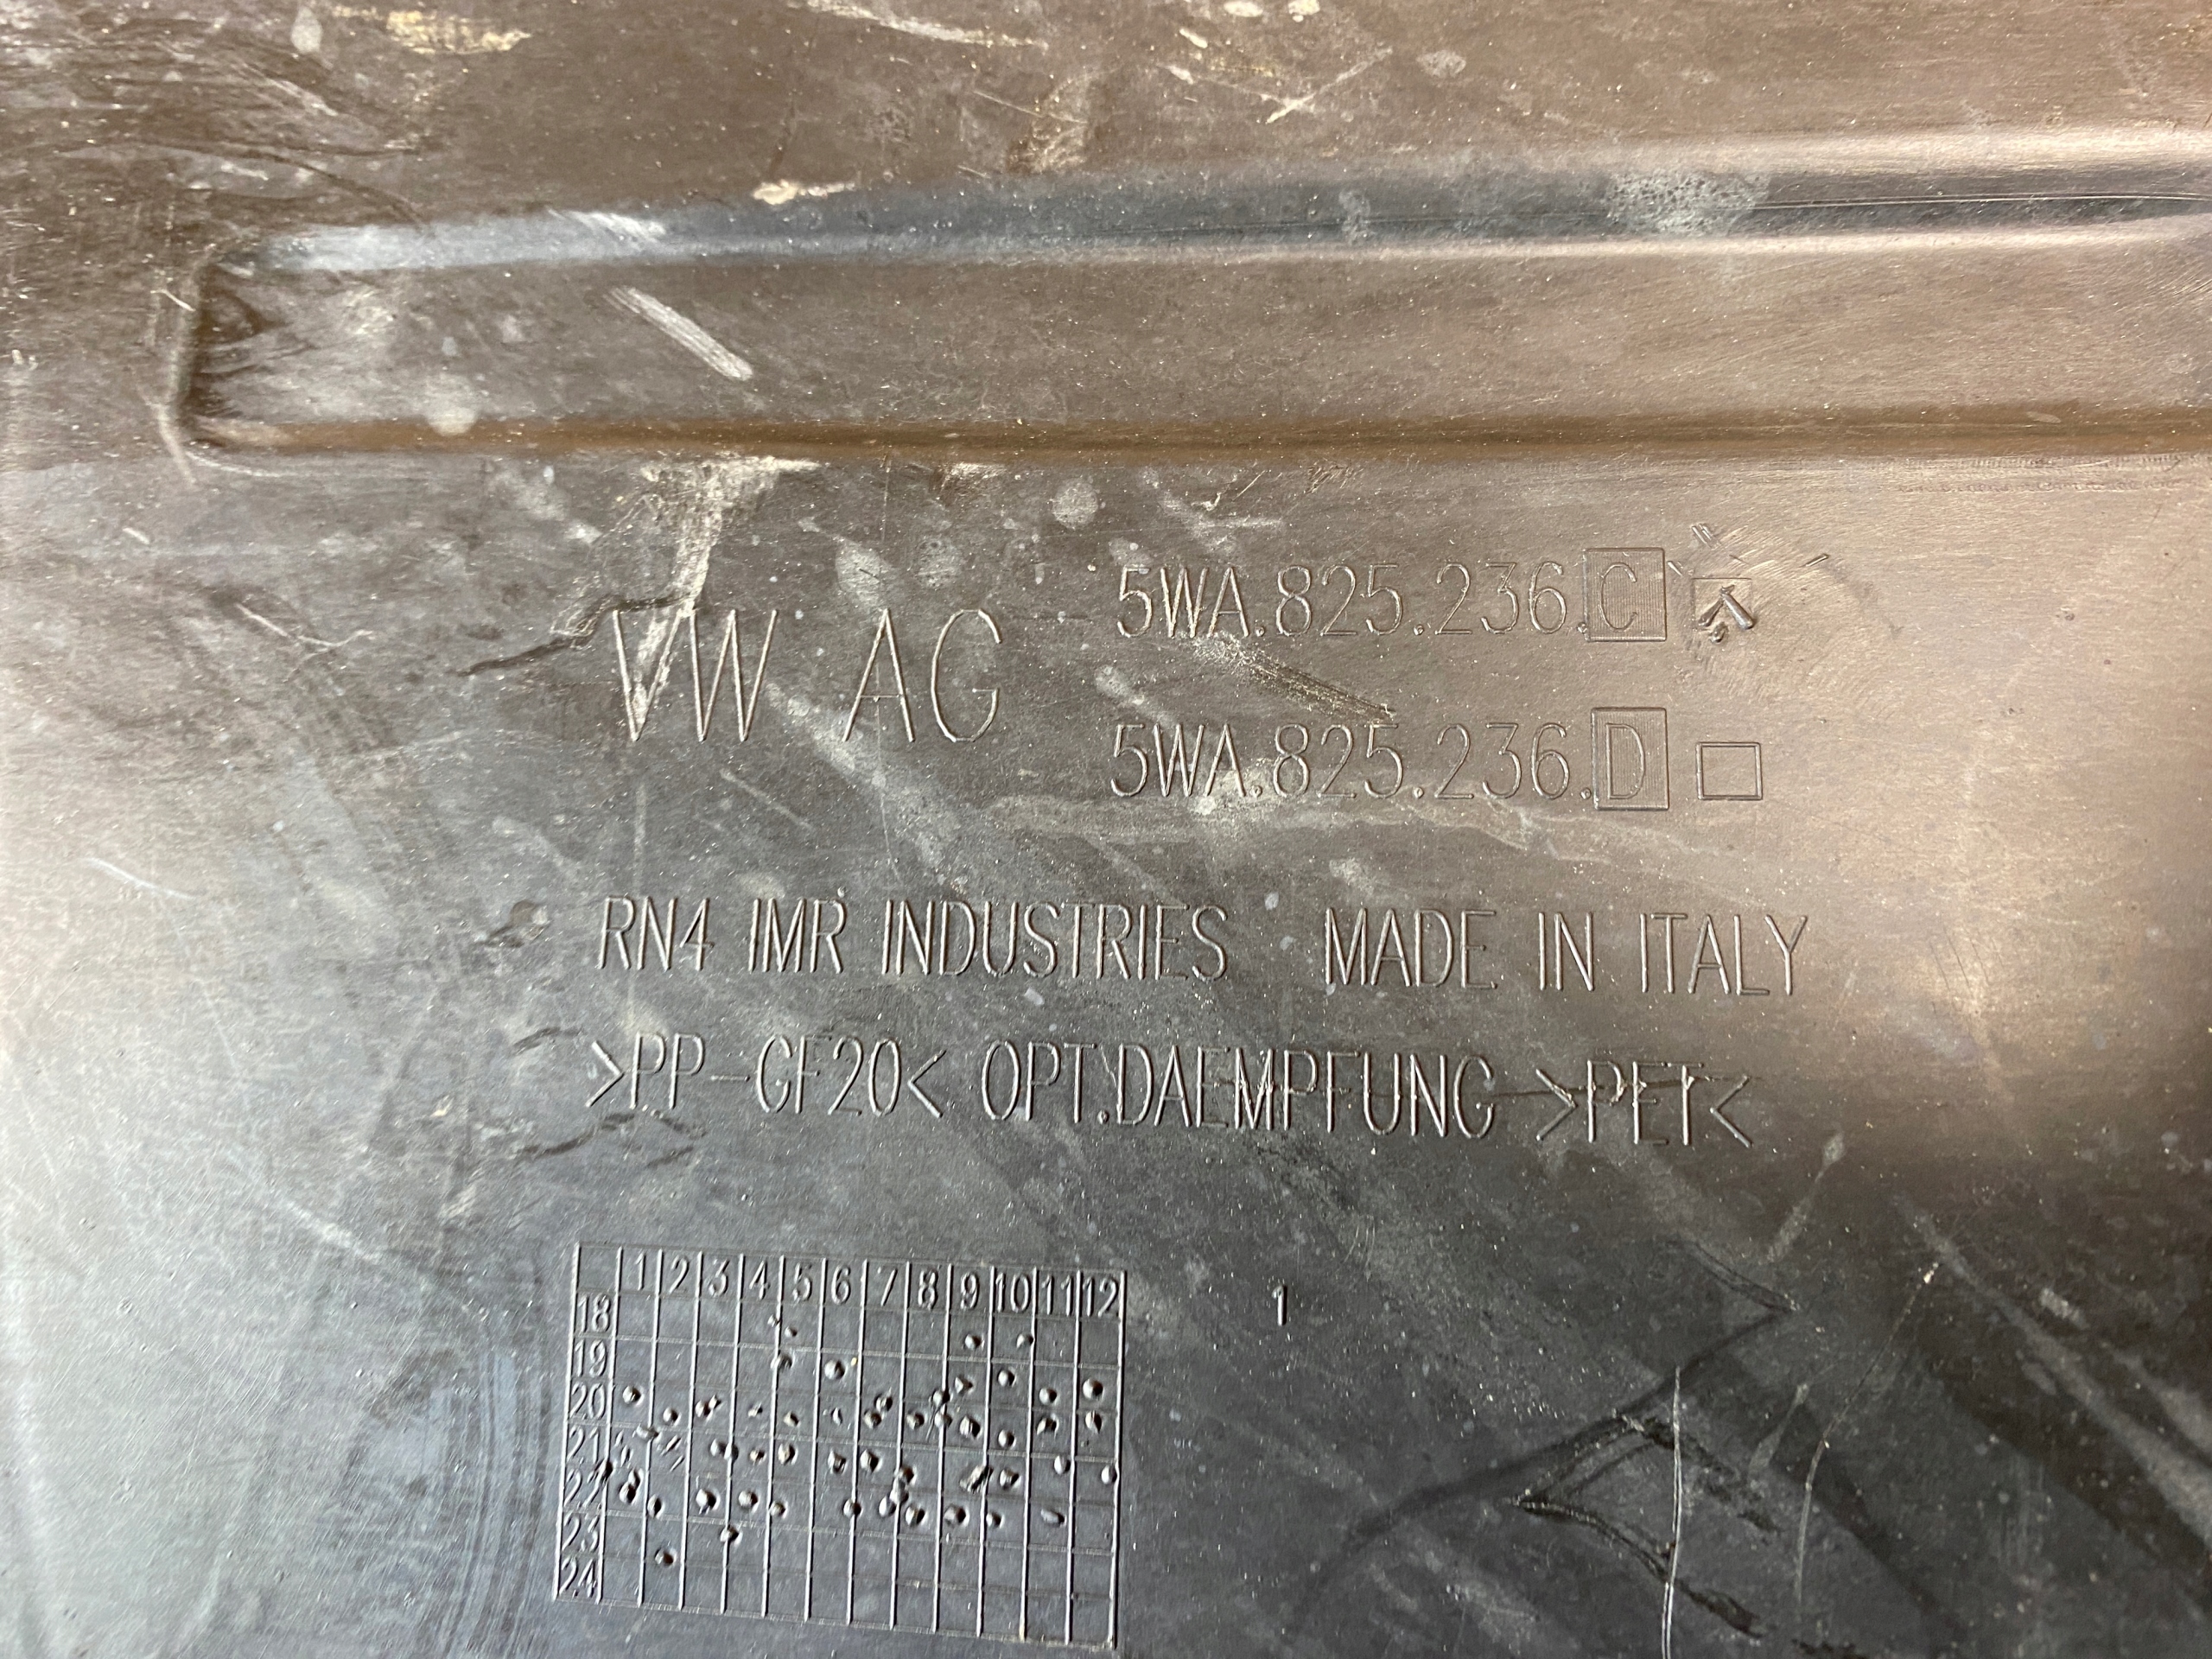 5WA.825.236.C
VW AG
5WA.825.236.D
RN4 IMR INDUSTRIES MADE IN ITALY
>PP-GF20< OPT.DAEMPFUNG >PET<
1 2 3 4 5 6 7 8 9 10 11 12
1
18
19
20
21
22
23
24